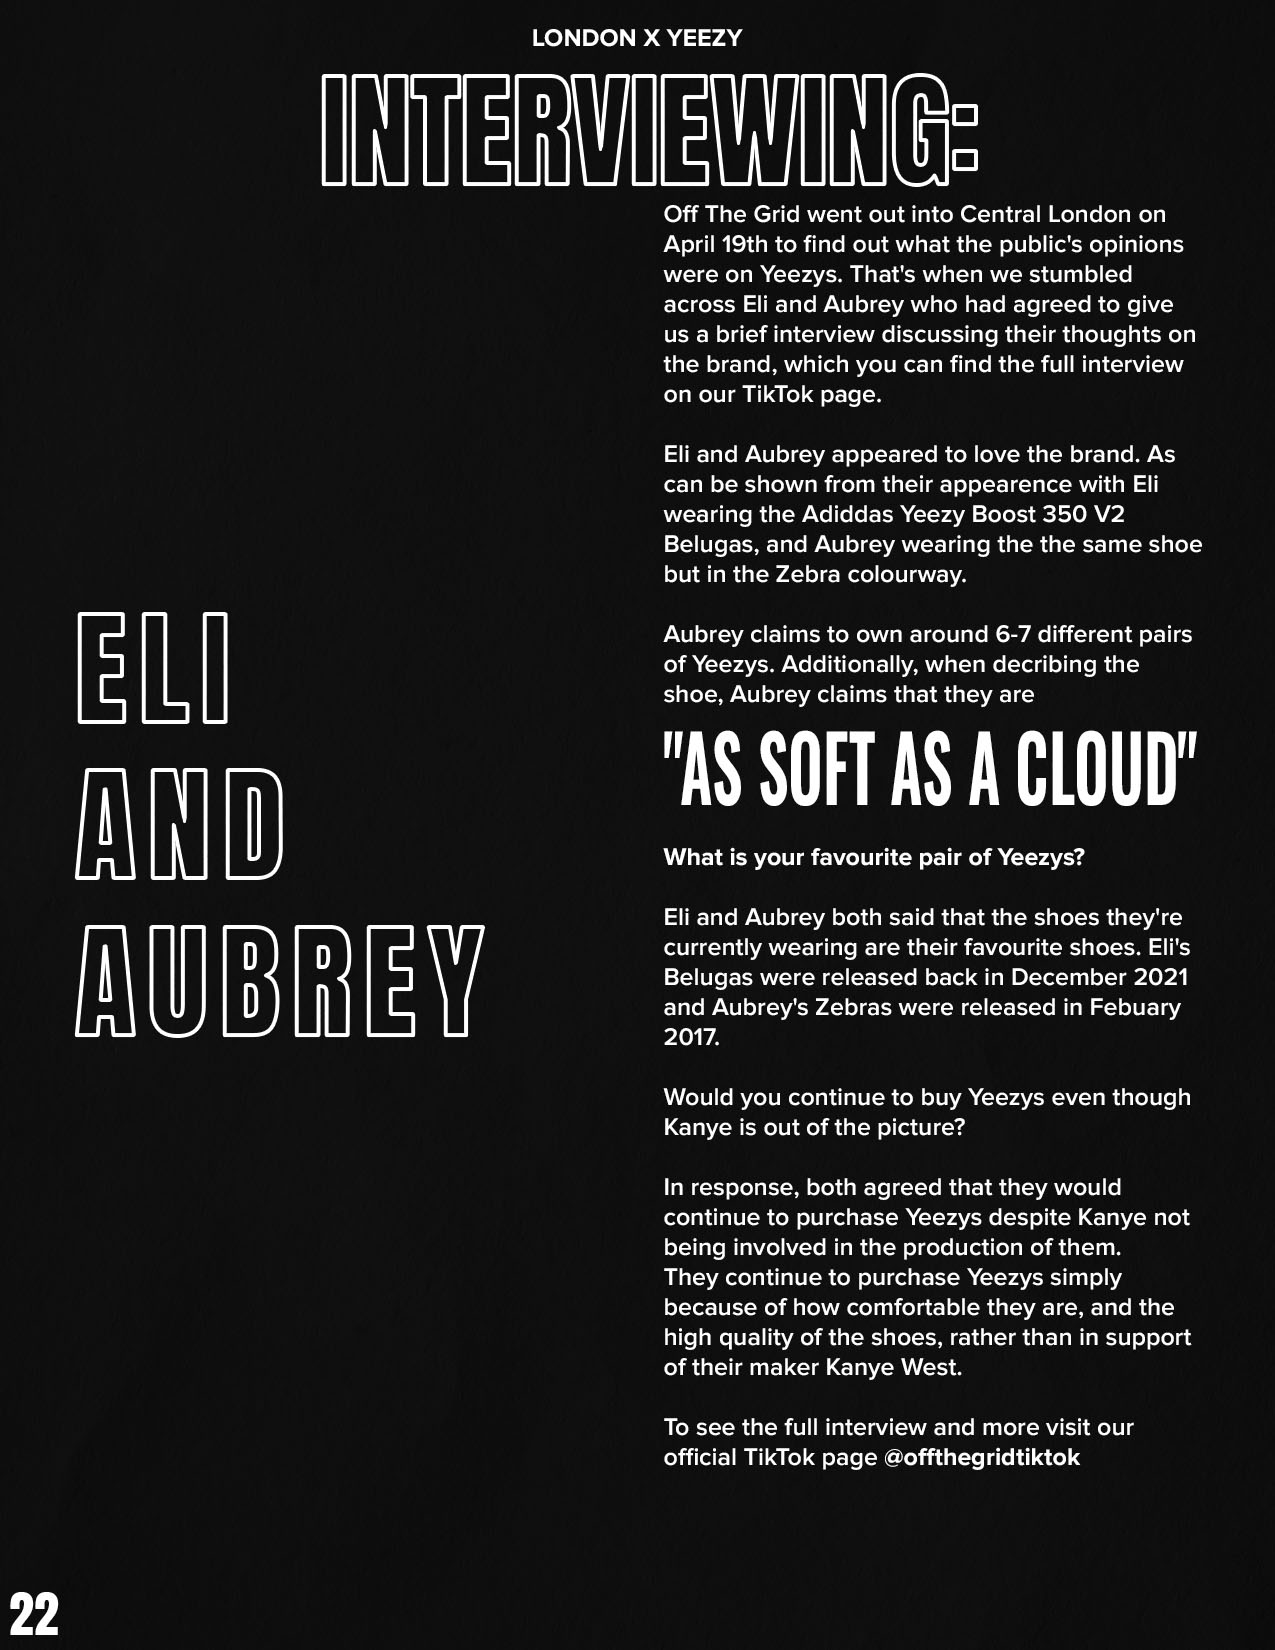 LONDON X YEEZY
INTERVIEWING:
Off The Grid went out into Central London on
April 19th to find out what the public's opinions
were on Yeezys. That's when we stumbled
across Eli and Aubrey who had agreed to give
us a brief interview discussing their thoughts on
the brand, which you can find the full interview
on our TikTok page.
Eli and Aubrey appeared to love the brand. As
can be shown from their appearence with Eli
wearing the Adiddas Yeezy Boost 350 V2
Belugas, and Aubrey wearing the the same shoe
but in the Zebra colourway.
Aubrey claims to own around 6-7 different pairs
of Yeezys. Additionally, when decribing the
shoe, Aubrey claims that they are
"AS SOFT AS A CLOUD"
What is your favourite pair of Yeezys?
Eli and Aubrey both said that the shoes they're
currently wearing are their favourite shoes. Eli's
Belugas were released back in December 2021
and Aubrey's Zebras were released in Febuary
2017.
Would you continue to buy Yeezys even though
Kanye is out of the picture?
In response, both agreed that they would
continue to purchase Yeezys despite Kanye not
being involved in the production of them.
They continue to purchase Yeezys simply
because of how comfortable they are, and the
high quality of the shoes, rather than in support
of their maker Kanye West.
To see the full interview and more visit our
official TikTok page @offthegridtiktok
ELI
AND
AUBREY
22